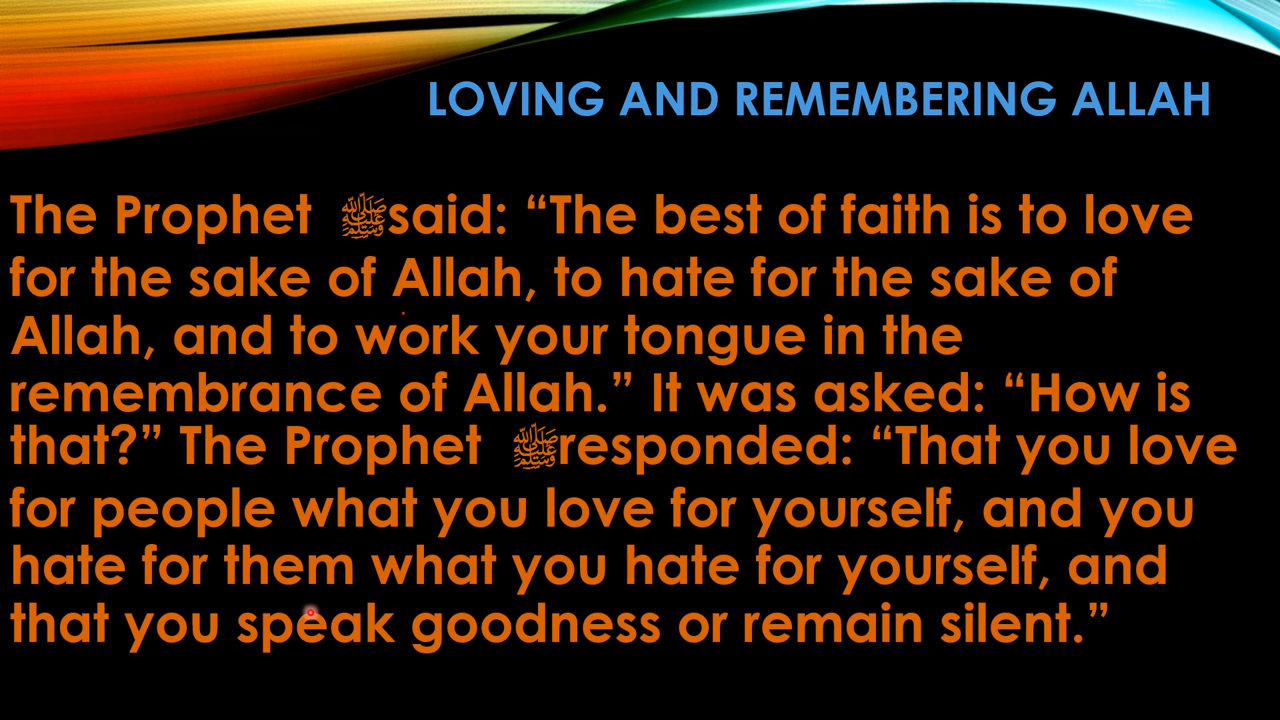 LOVING AND REMEMBERING ALLAH
The Prophet ﷺ said: “The best of faith is to love
for the sake of Allah, to hate for the sake of
Allah, and to work your tongue in the
remembrance of Allah.” It was asked: “How is
that?” The Prophet ﷺ responded: “That you love
for people what you love for yourself, and you
hate for them what you hate for yourself, and
that you speak goodness or remain silent.”